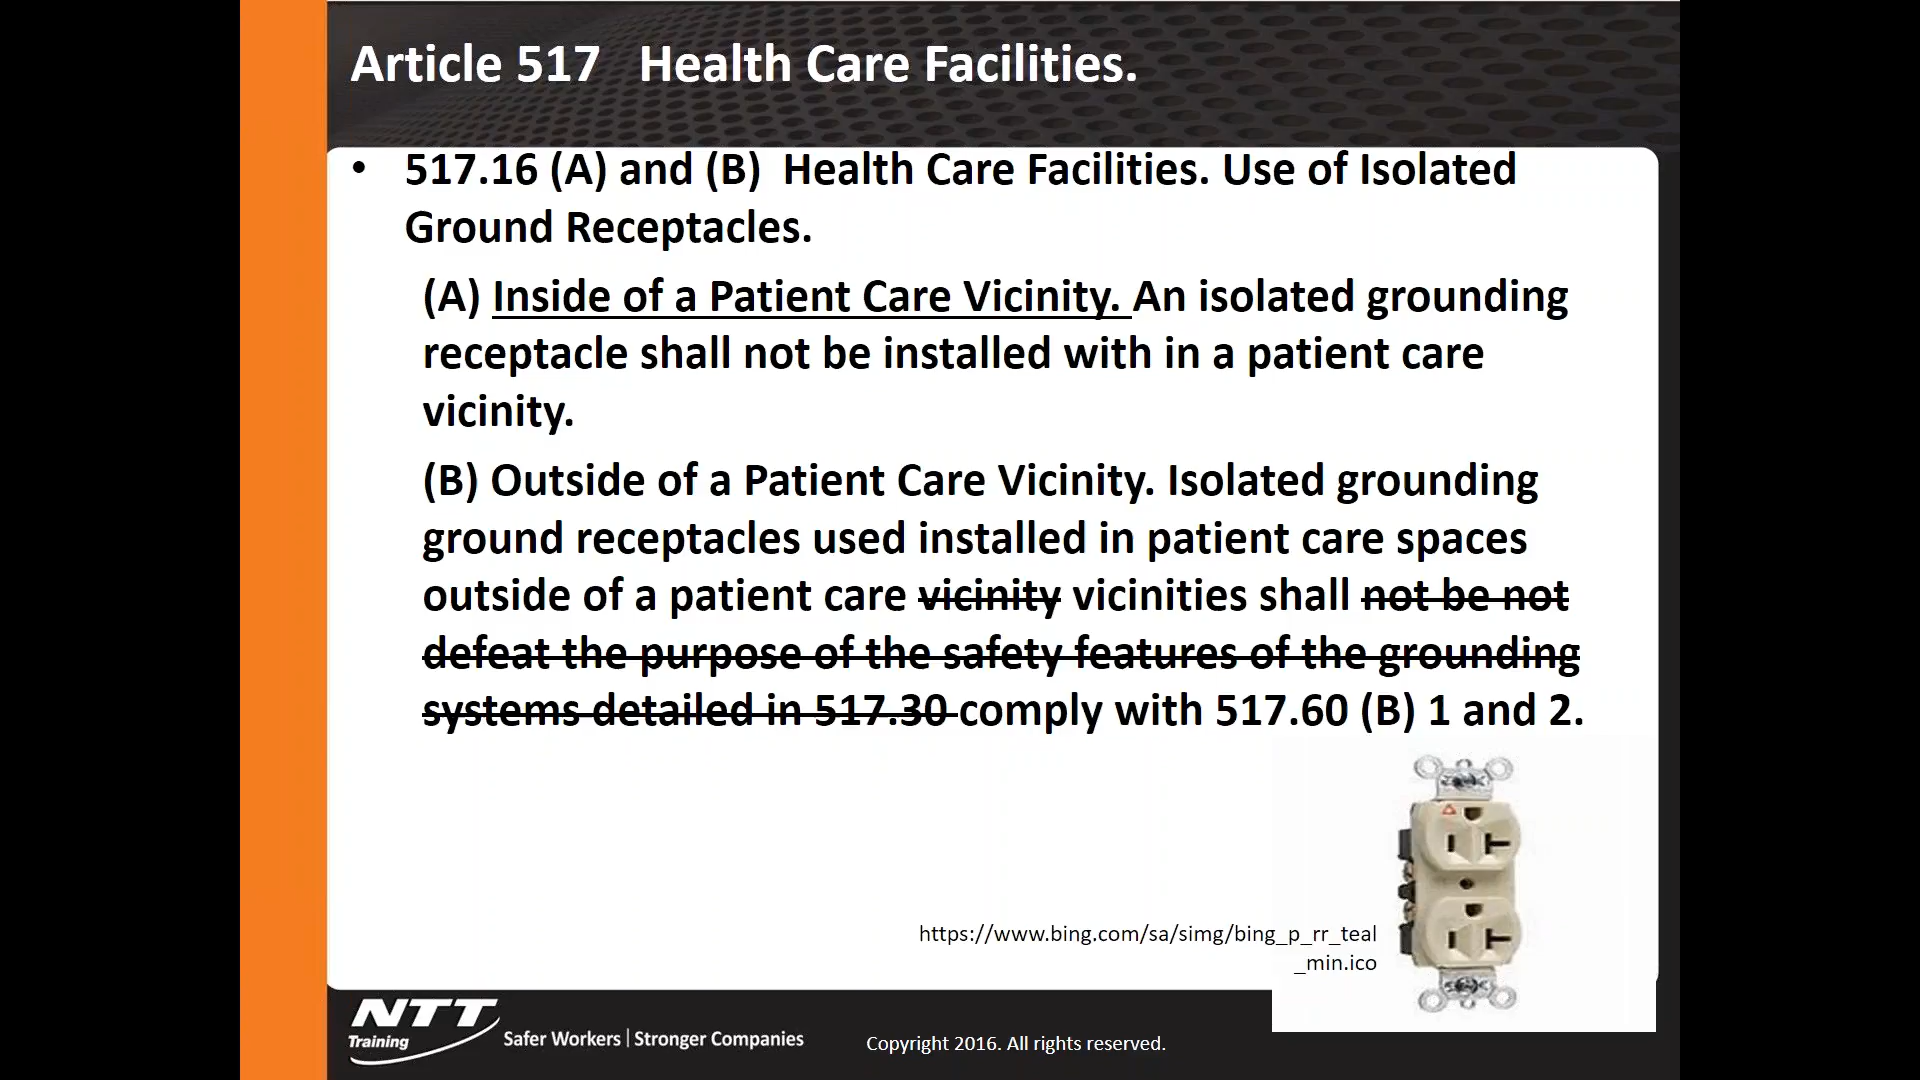 Article 517 Health Care Facilities.
• 517.16 (A) and (B) Health Care Facilities. Use of Isolated
Ground Receptacles.
(A) Inside of a Patient Care Vicinity. An isolated grounding
receptacle shall not be installed with in a patient care
vicinity.
(B) Outside of a Patient Care Vicinity. Isolated grounding
ground receptacles used installed in patient care spaces
outside of a patient care vicinity vicinities shall not be not
defeat the purpose of the safety features of the grounding
systems detailed in 517.30 comply with 517.60 (B) 1 and 2.
https://www.bing.com/sa/simg/bing_p_rr_teal
_min.ico
NTT
Training
Safer Workers | Stronger Companies
Copyright 2016. All rights reserved.